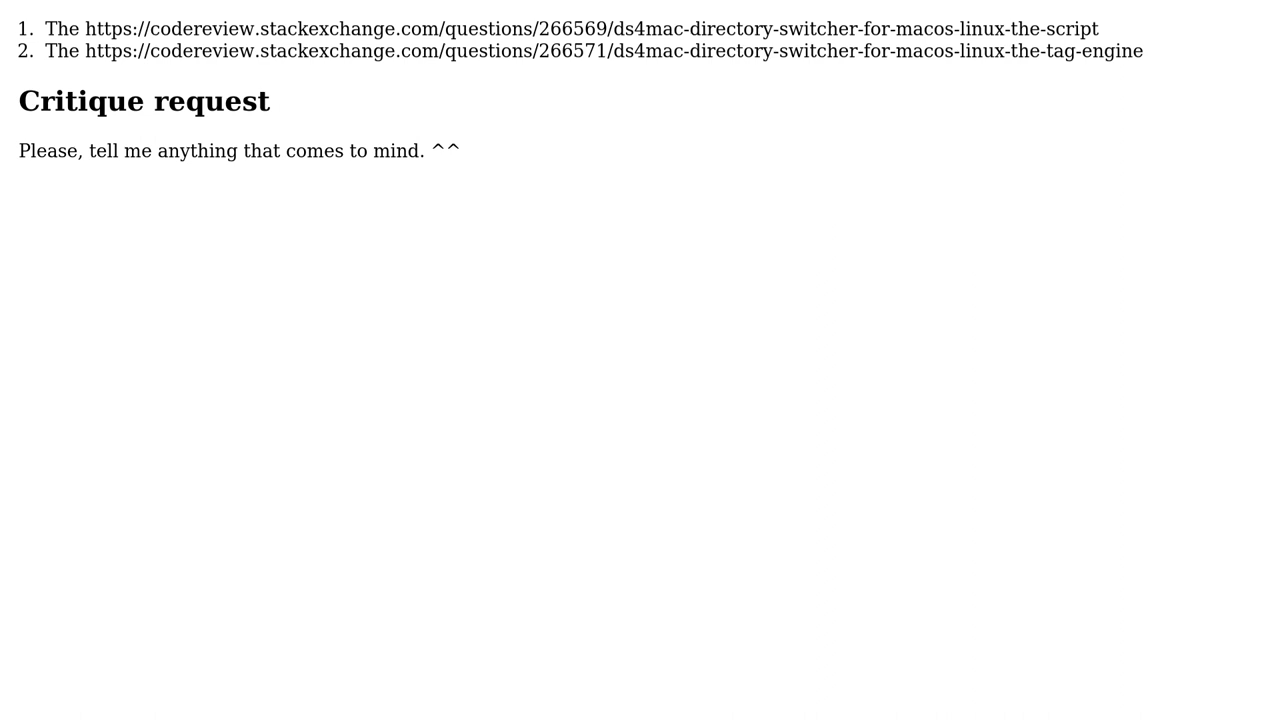 1. The https://codereview.stackexchange.com/questions/266569/ds4mac-directory-switcher-for-macos-linux-the-script
2. The https://codereview.stackexchange.com/questions/266571/ds4mac-directory-switcher-for-macos-linux-the-tag-engine
Critique request
Please, tell me anything that comes to mind. ^^